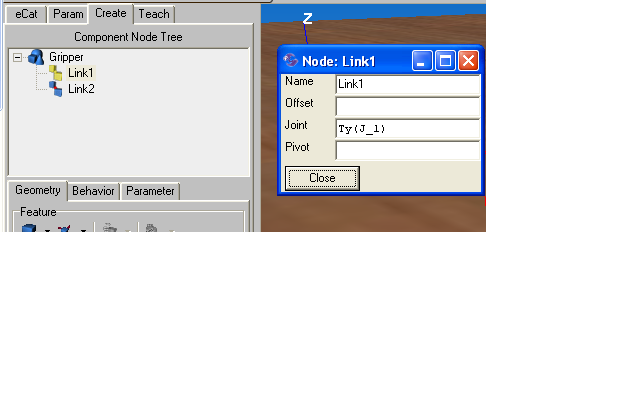 eCat Param Create Teach
Component Node Tree
Gripper
Link1
Link2
Geometry Behavior Parameter
Feature
Z
Node: Link1
Name Link1
Offset
Joint Ty(J_1)
Pivot
Close